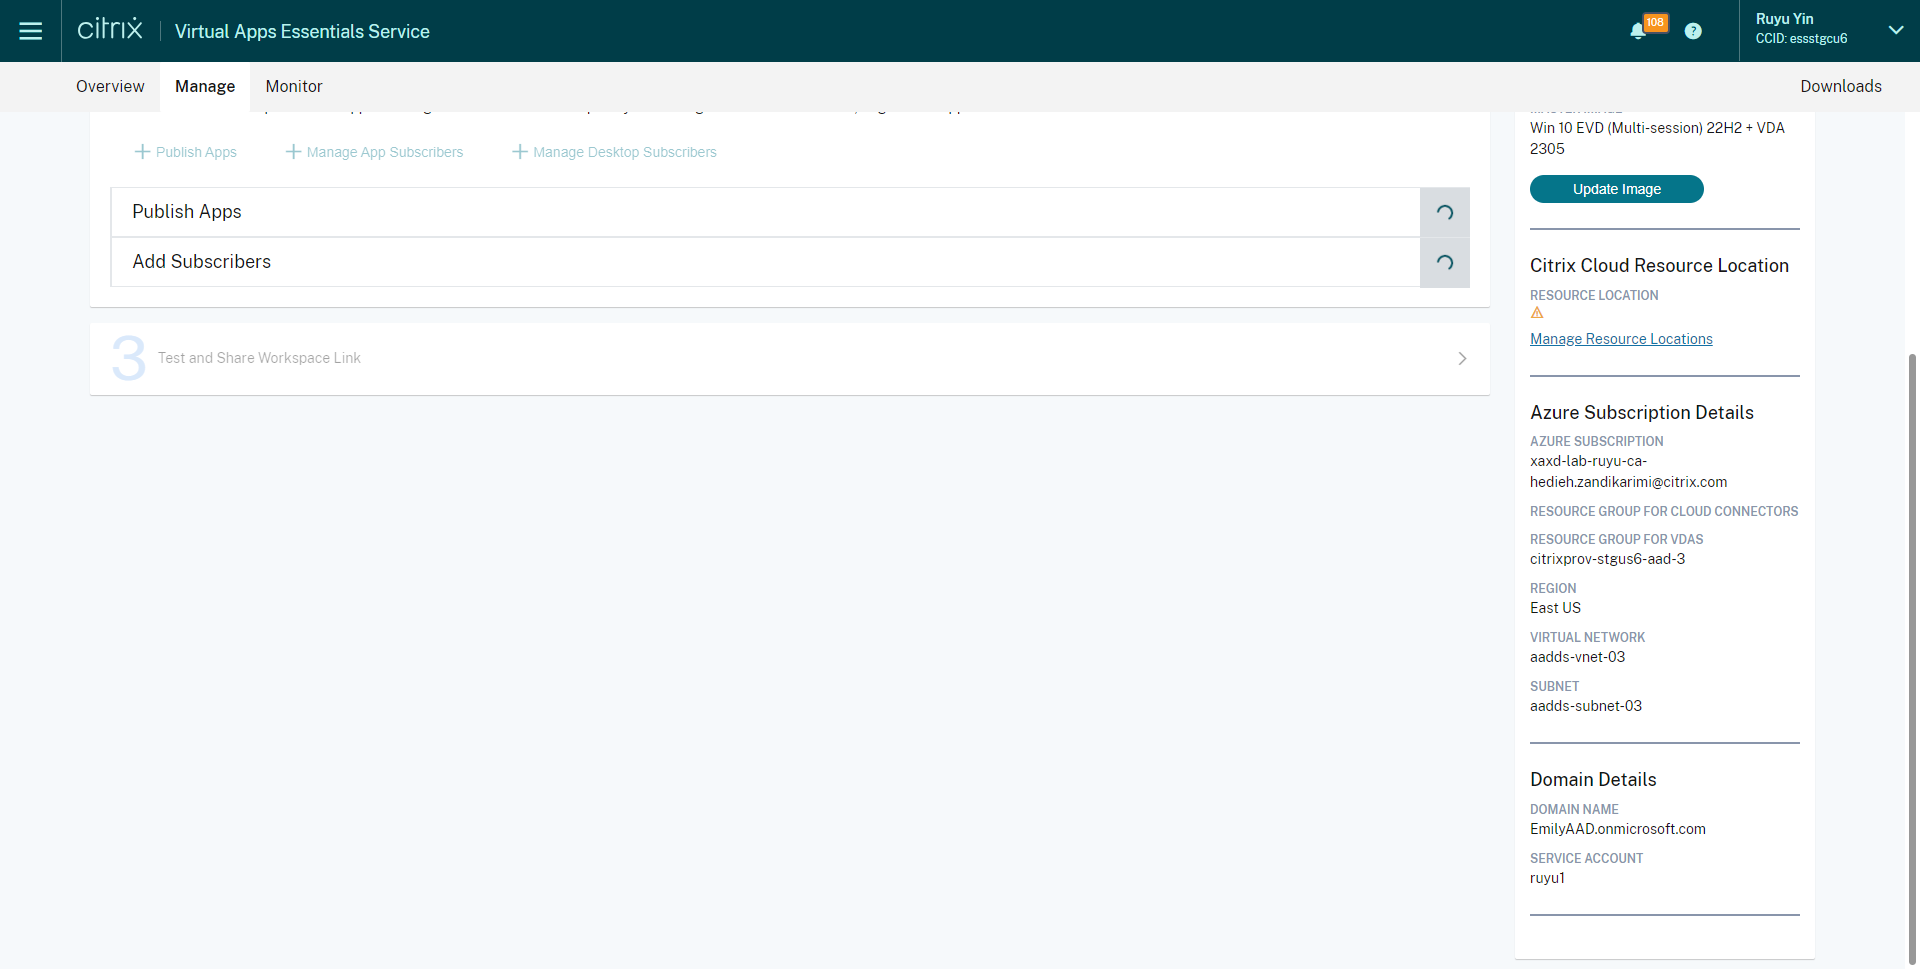 citrix
Virtual Apps Essentials Service
108
?
Ruyu Yin
CCID: essstgcu6
Overview
Manage
Monitor
Downloads
Publish Apps
Manage App Subscribers
Manage Desktop Subscribers
Publish Apps
Add Subscribers
3
Test and Share Workspace Link
Win 10 EVD (Multi-session) 22H2 + VDA
2305
Update Image
Citrix Cloud Resource Location
RESOURCE LOCATION
Manage Resource Locations
Azure Subscription Details
AZURE SUBSCRIPTION
xaxd-lab-ruyu-ca-
hedieh.zandikarimi@citrix.com
RESOURCE GROUP FOR CLOUD CONNECTORS
RESOURCE GROUP FOR VDAS
citrixprov-stgus6-aad-3
REGION
East US
VIRTUAL NETWORK
aadds-vnet-03
SUBNET
aadds-subnet-03
Domain Details
DOMAIN NAME
EmilyAAD.onmicrosoft.com
SERVICE ACCOUNT
ruyu1